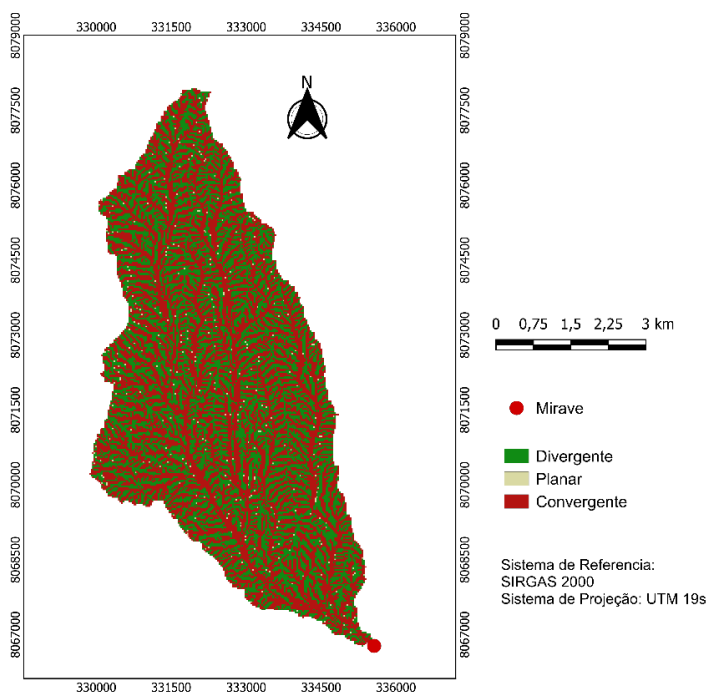 330000 331500 333000 334500 336000
8079000
8077500
8076000
8074500
8073000
8071500
8070000
8068500
8067000
N
8079000
8077500
8076000
8074500
8073000
8071500
8070000
8068500
8067000
0 0,75 1,5 2,25 3 km
Mirave
Divergente
Planar
Convergente
Sistema de Referencia:
SIRGAS 2000
Sistema de Projeção: UTM 19s
330000 331500 333000 334500 336000